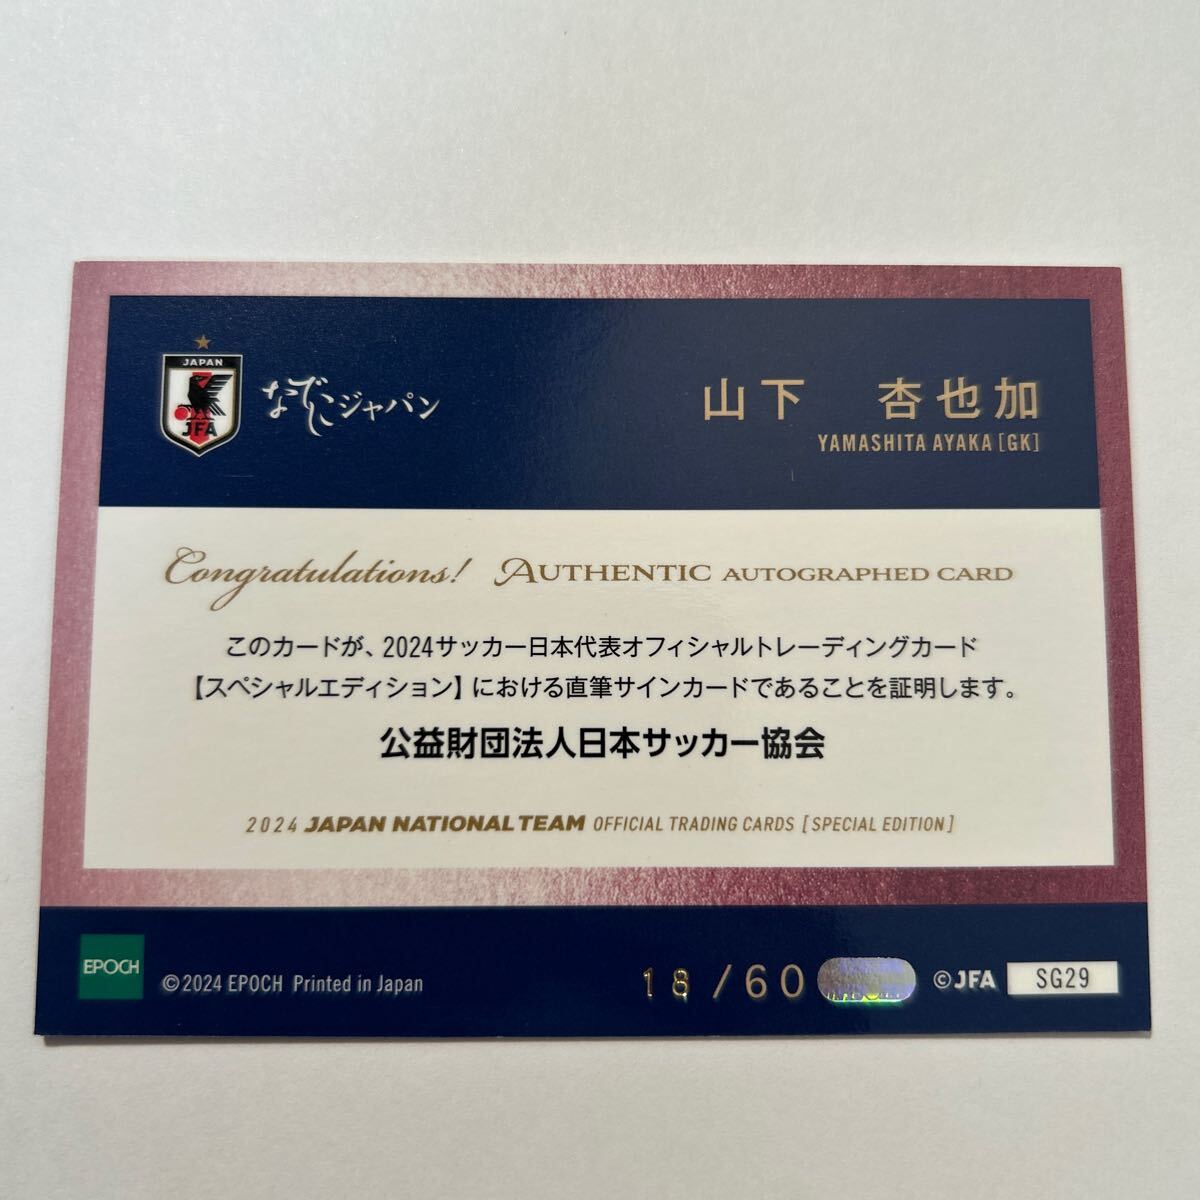 JAPAN
JFA
なでしこジャパン
山下 杏也加
YAMASHITA AYAKA [GK]
Congratulations! AUTHENTIC AUTOGRAPHED CARD
このカードが、2024サッカー日本代表オフィシャルトレーディングカード
【スペシャルエディション】における直筆サインカードであることを証明します。
公益財団法人日本サッカー協会
2024 JAPAN NATIONAL TEAM OFFICIAL TRADING CARDS [SPECIAL EDITION]
EPOCH
©2024 EPOCH Printed in Japan
18 /60
©JFA
SG29